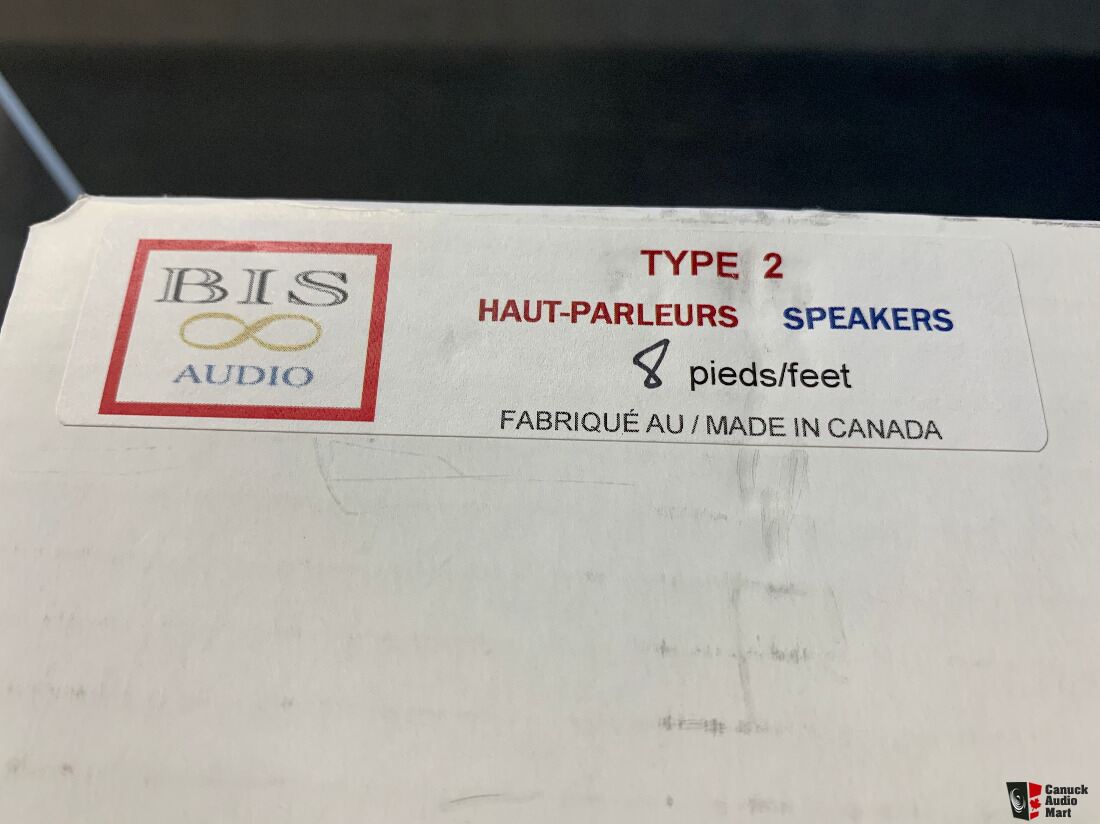 BIS
AUDIO
TYPE 2
HAUT-PARLEURS SPEAKERS
8 pieds/feet
FABRIQUÉ AU / MADE IN CANADA
Canuck
Audio
Mart